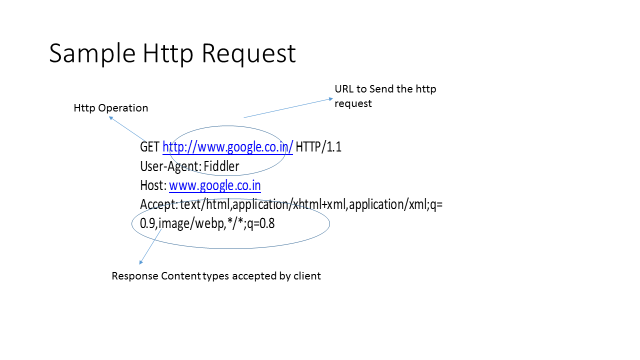 Sample Http Request
URL to Send the http
request
Http Operation
GET http://www.google.co.in/ HTTP/1.1
User-Agent: Fiddler
Host: www.google.co.in
Accept: text/html,application/xhtml+xml,application/xml;q=
0.9,image/webp,*/*;q=0.8
Response Content types accepted by client